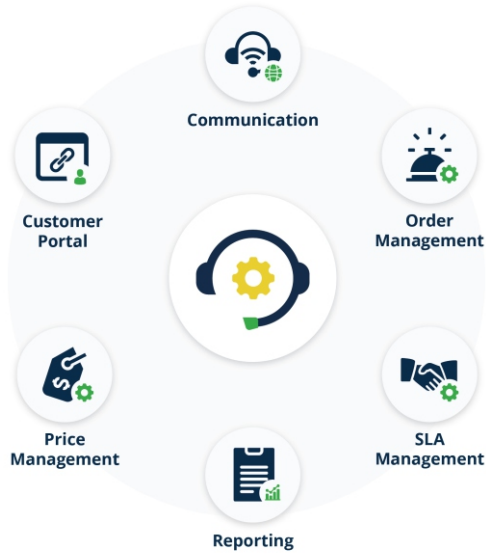 Communication
Customer
Portal
Order
Management
Price
Management
SLA
Management
Reporting